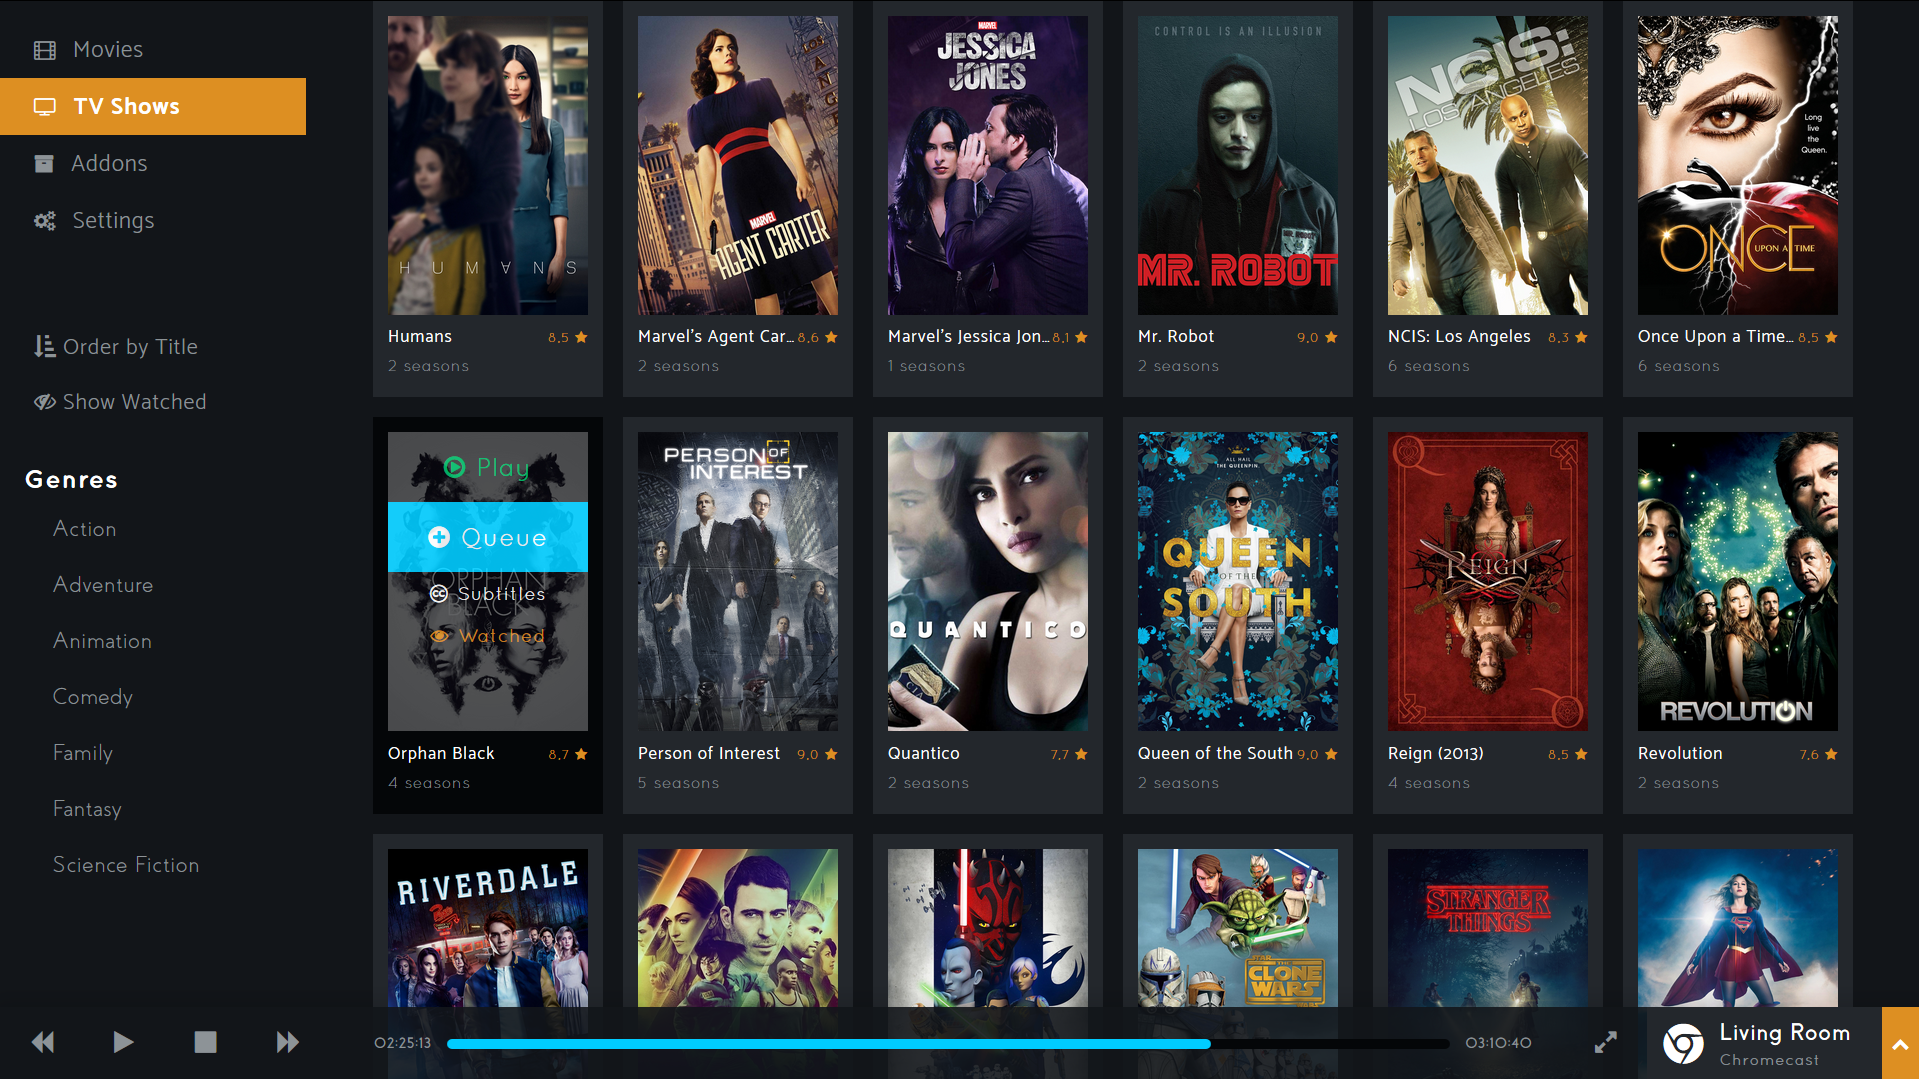 Movies
TV Shows
Addons
Settings
Order by Title
Show Watched
Genres
Action
Adventure
Animation
Comedy
Family
Fantasy
Science Fiction
HUM∀NS
Humans 8,5
2 seasons
MARVEL
AGENT CARTER
Marvel's Agent Car... 8,6
2 seasons
MARVEL
JESSICA
JONES
Marvel's Jessica Jon... 8,1
1 seasons
CONTROL IS AN ILLUSION
MR. ROBOT
Mr. Robot 9,0
2 seasons
NCIS:
LOS ANGELES
NCIS: Los Angeles 8,3
6 seasons
Long
live
the
Queen.
ONCE
UPON A TIME
Once Upon a Time... 8,5
6 seasons
Play
Queue
ORPHAN
BLACK
Subtitles
Watched
Orphan Black 8,7
4 seasons
PERSON OF
INTEREST
Person of Interest 9,0
5 seasons
QUANTICO
CIA
Quantico 7,7
2 seasons
ALL HAIL
THE QUEENPIN.
QUEEN
OF THE
SOUTH
Queen of the South 9,0
2 seasons
REIGN
Reign (2013) 8,5
4 seasons
REVOLUTION
Revolution 7,6
2 seasons
RIVERDALE
STAR WARS THE
CLONE
WARS
STRANGER
THINGS
02:25:13
03:10:40
Living Room
Chromecast